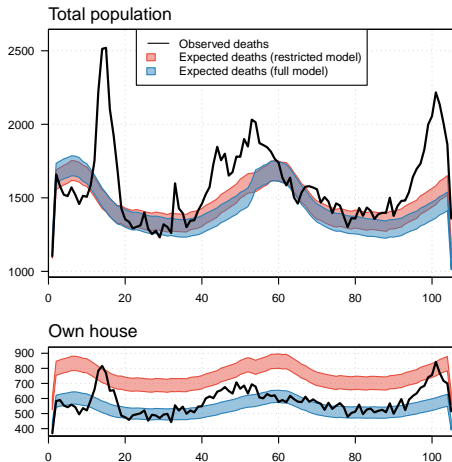 Total population
Observed deaths
Expected deaths (restricted model)
Expected deaths (full model)
2500
2000
1500
1000
0 20 40 60 80 100
Own house
900
800
700
600
500
400
0 20 40 60 80 100